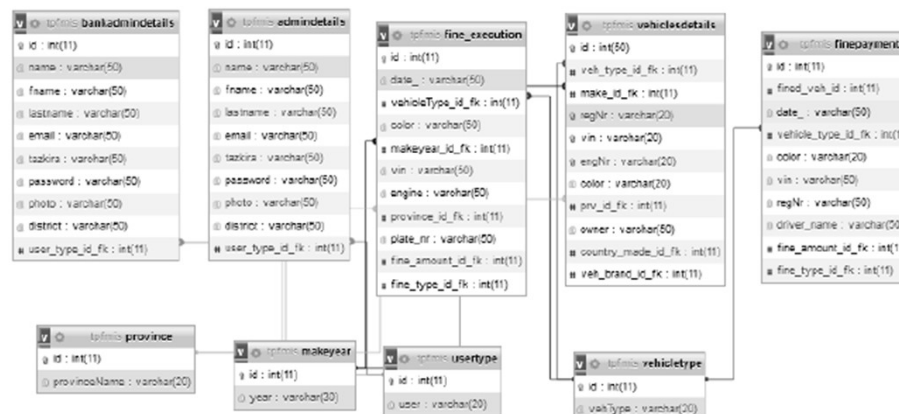 tpfmis bankadmindetails
id : int(11)
name : varchar(50)
fname : varchar(50)
lastname : varchar(50)
email : varchar(50)
tazkira : varchar(50)
password : varchar(50)
photo : varchar(50)
district : varchar(50)
user_type_id_fk : int(11)
tpfmis admindetails
id : int(11)
name : varchar(50)
fname : varchar(50)
lastname : varchar(50)
email : varchar(50)
tazkira : varchar(50)
password : varchar(50)
photo : varchar(50)
district : varchar(50)
user_type_id_fk : int(11)
tpfmis fine_execution
id : int(11)
date_ : varchar(50)
vehicleType_id_fk : int(11)
color : varchar(50)
makeyear_id_fk : int(11)
vin : varchar(50)
engine : varchar(50)
province_id_fk : int(11)
plate_nr : varchar(50)
fine_amount_id_fk : int(11)
fine_type_id_fk : int(11)
tpfmis vehiclesdetails
id : int(50)
veh_type_id_fk : int(11)
make_id_fk : int(11)
regNr : varchar(20)
vin : varchar(20)
engNr : varchar(20)
color : varchar(20)
prv_id_fk : int(11)
owner : varchar(50)
country_made_id_fk : int(11)
veh_brand_id_fk : int(11)
tpfmis finepayment
id : int(11)
fined_veh_id : int(11)
date_ : varchar(50)
vehicle_type_id_fk : int(1
color : varchar(20)
vin : varchar(50)
regNr : varchar(50)
driver_name : varchar(50
fine_amount_id_fk : int(1
fine_type_id_fk : int(11)
tpfmis province
id : int(11)
provinceName : varchar(20)
tpfmis makeyear
id : int(11)
year : varchar(30)
tpfmis usertype
id : int(11)
user : varchar(20)
tpfmis vehicletype
id : int(11)
vehType : varchar(20)